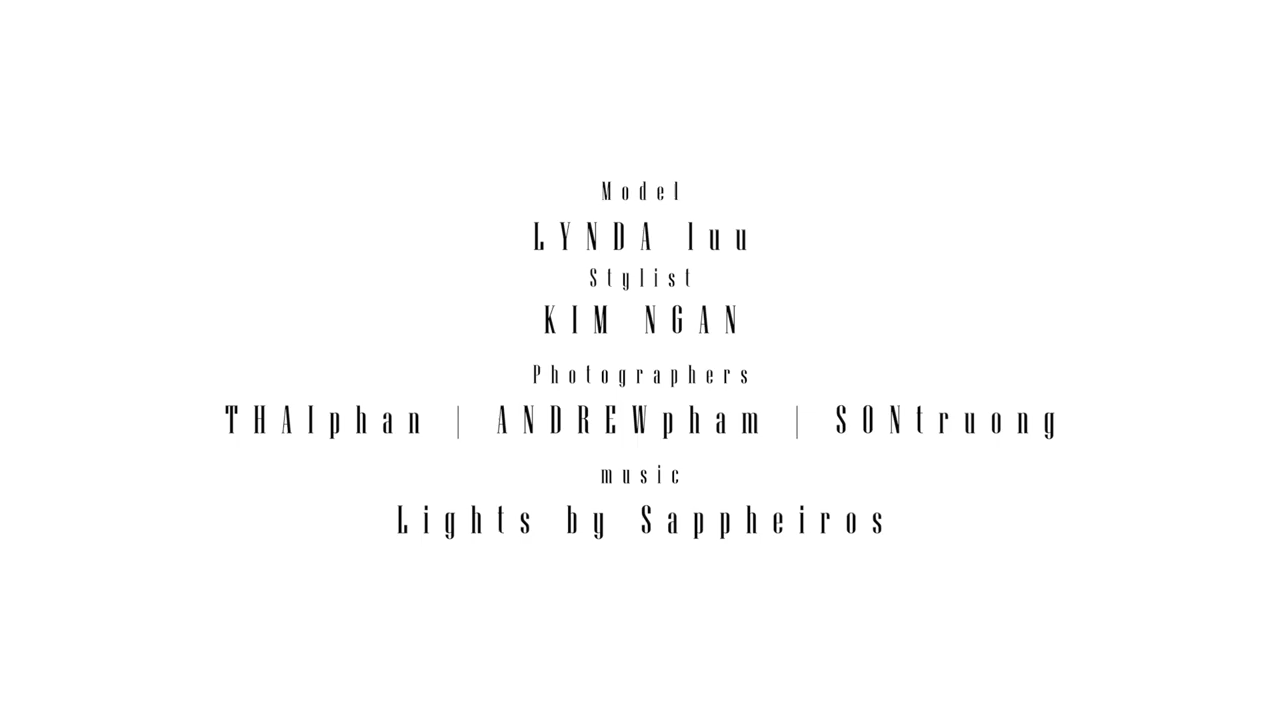 Model
LYNDA luu
Stylist
KIM NGAN
Photographers
THAIphan | ANDREWpham | SONtruong
music
Lights by Sappheiros